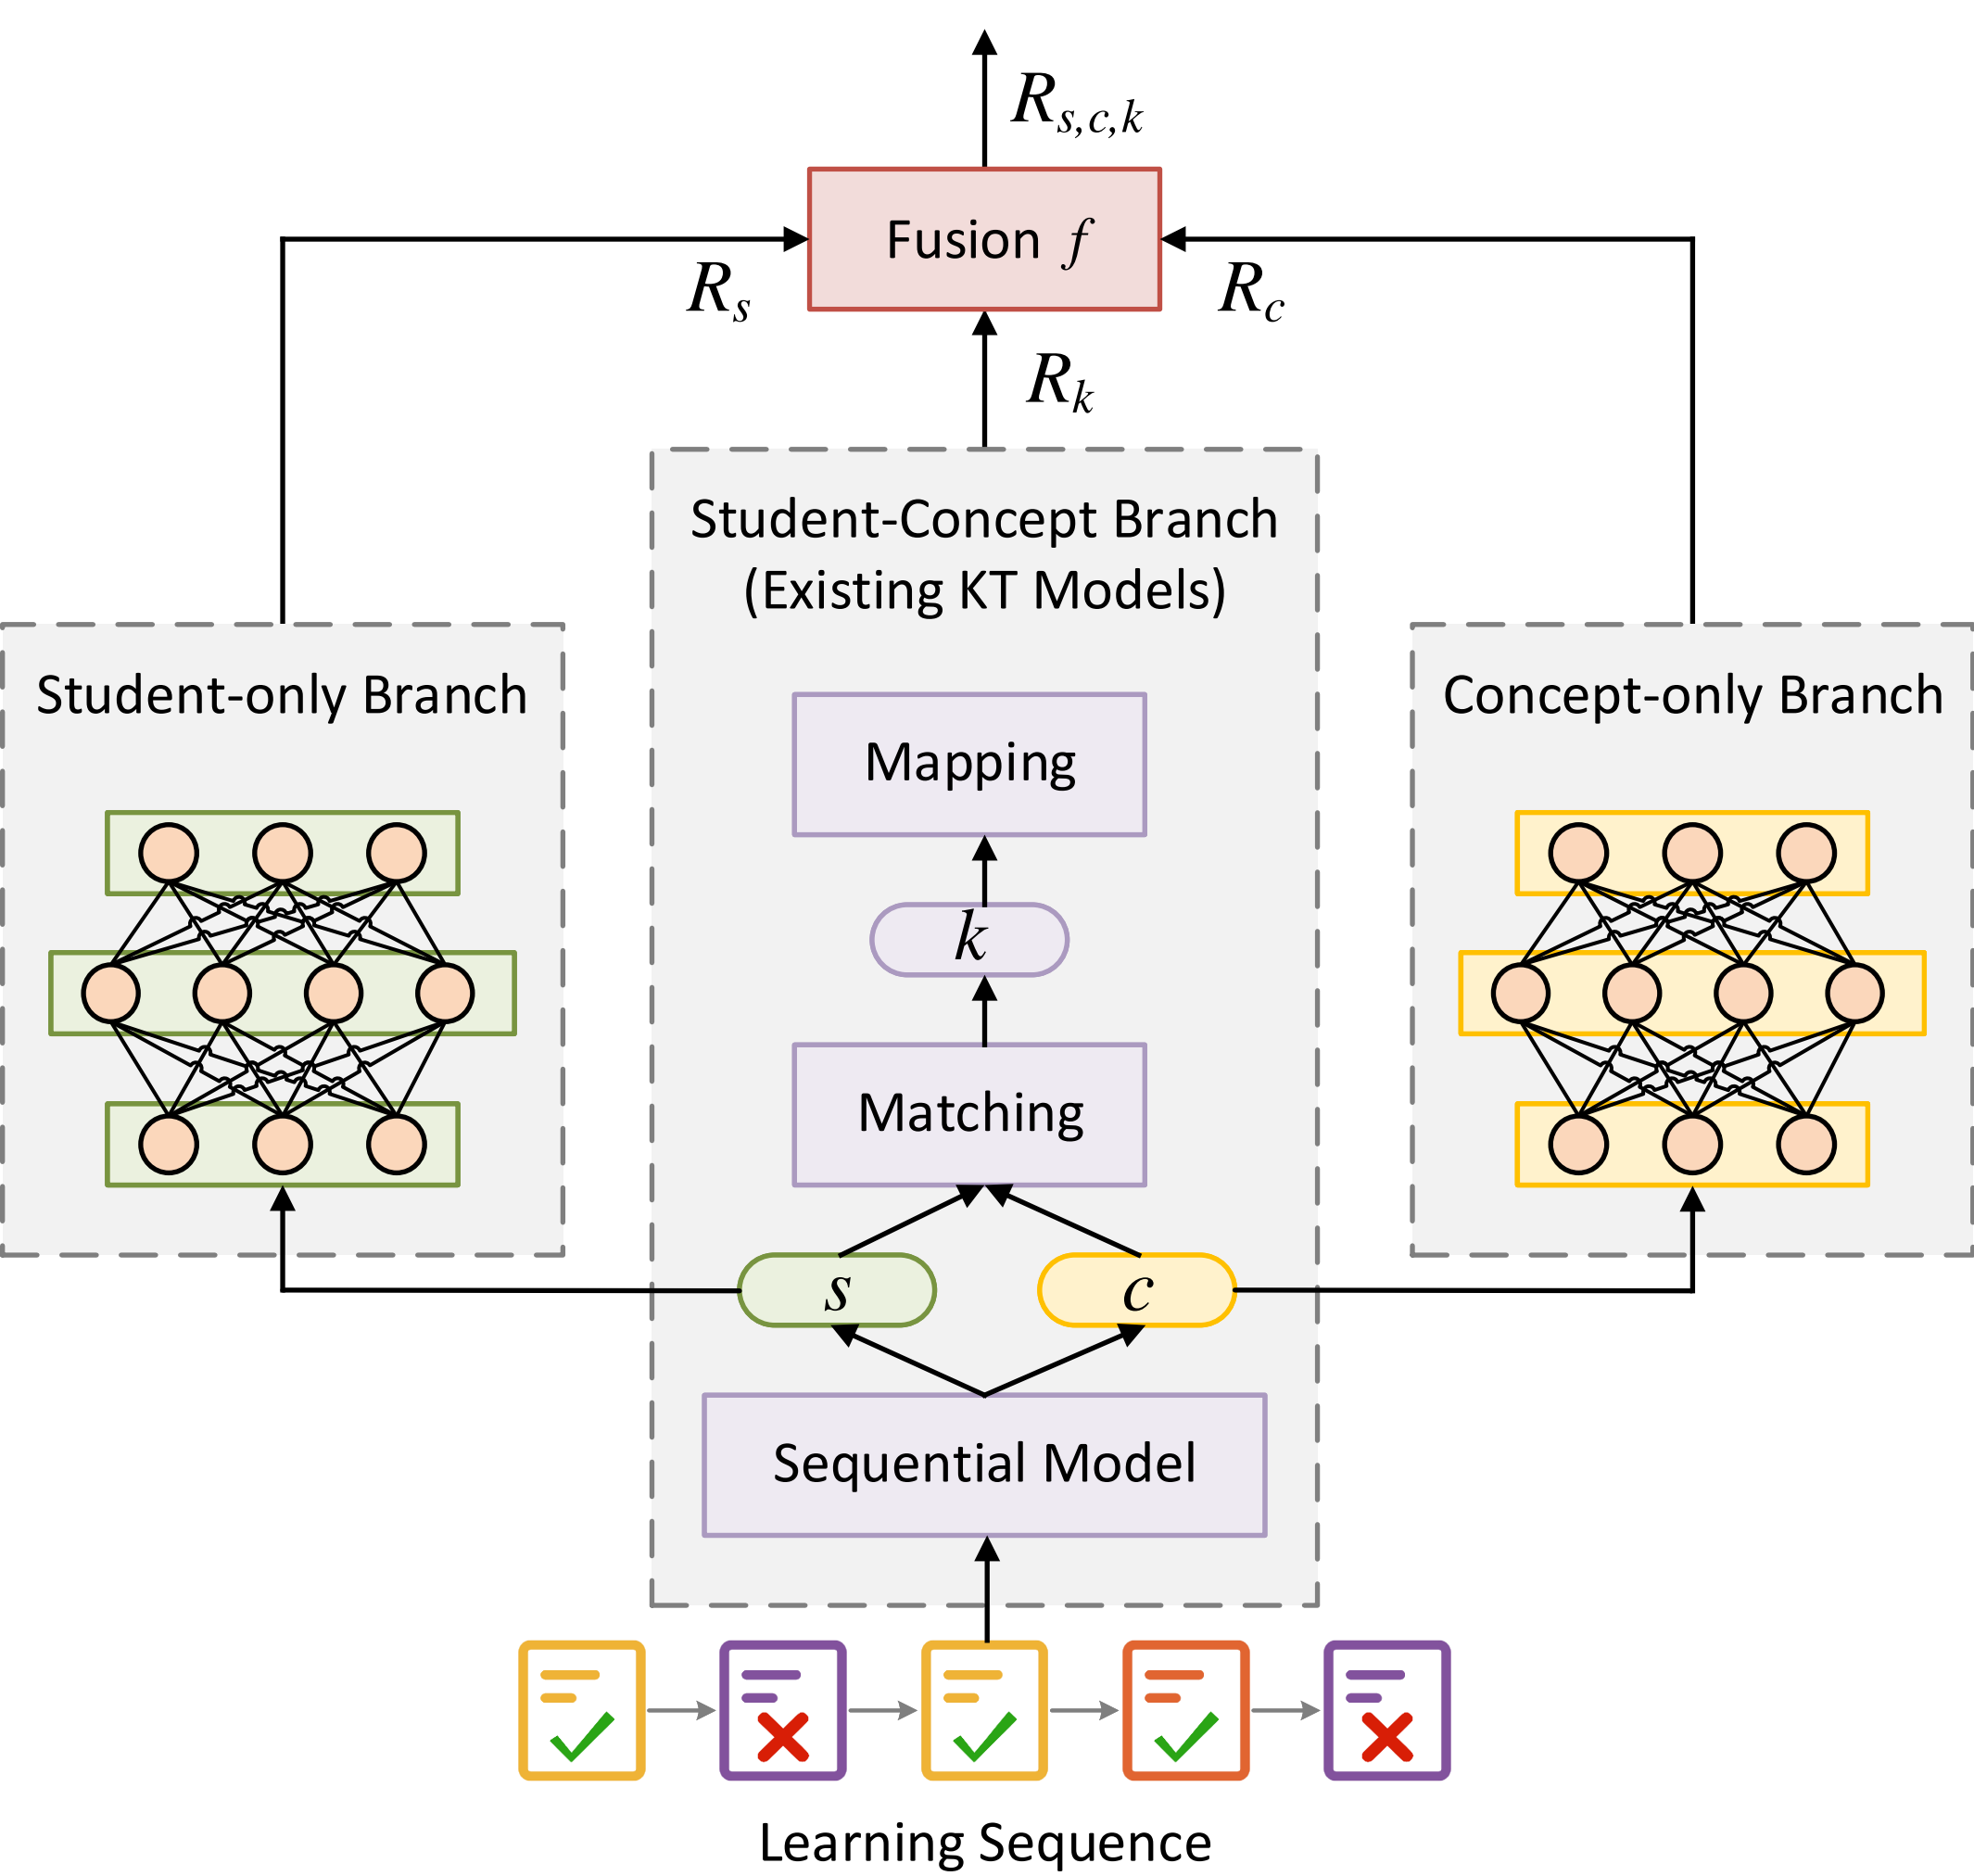 R_{s,c,k}
Fusion f
R_s
R_c
R_k
Student-Concept Branch
(Existing KT Models)
Student-only Branch
Concept-only Branch
Mapping
k
Matching
s
c
Sequential Model
Learning Sequence